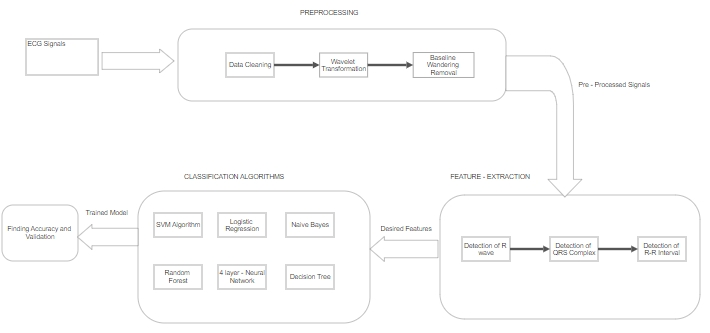 PREPROCESSING
ECG Signals
Data Cleaning
Wavelet
Transformation
Baseline
Wandering
Removal
Pre - Processed Signals
CLASSIFICATION ALGORITHMS
FEATURE - EXTRACTION
Finding Accuracy and
Validation
Trained Model
SVM Algorithm
Logistic
Regression
Naive Bayes
Random
Forest
4 layer - Neural
Network
Decision Tree
Desired Features
Detection of R
wave
Detection of
QRS Complex
Detection of
R-R Interval